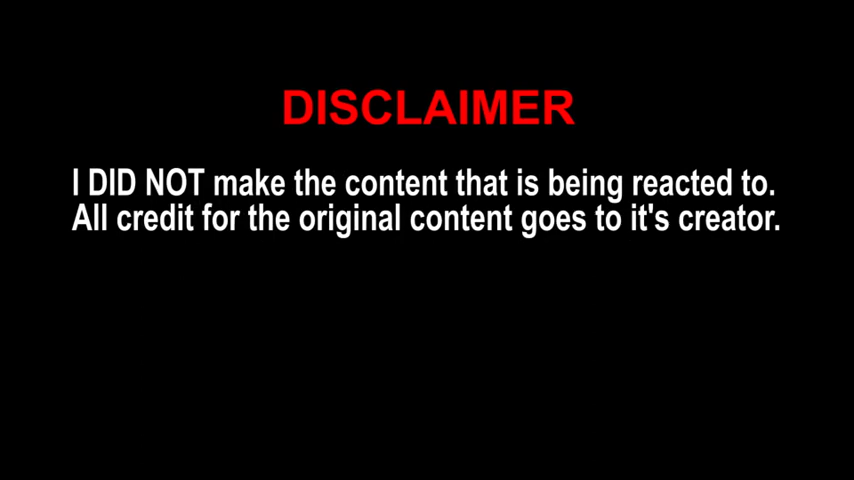 DISCLAIMER
I DID NOT make the content that is being reacted to.
All credit for the original content goes to it's creator.